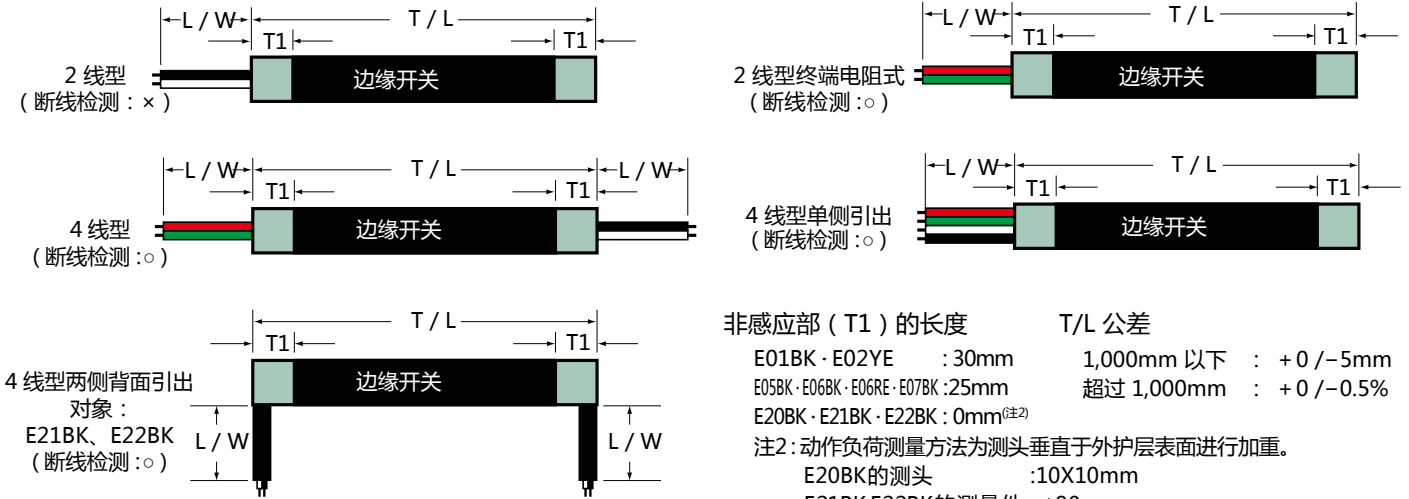 L / W
T / L
T1
T1
2 线型
( 断线检测 : × )
边缘开关
L / W
T / L
T1
T1
2 线型终端电阻式
( 断线检测 :○ )
边缘开关
L / W
T / L
L / W
T1
T1
4 线型
( 断线检测 :○ )
边缘开关
L / W
T / L
T1
T1
4 线型单侧引出
( 断线检测 :○ )
边缘开关
T / L
T1
T1
4 线型两侧背面引出
对象 :
E21BK、E22BK
( 断线检测 :○ )
边缘开关
L / W
L / W
非感应部 ( T1 ) 的长度
E01BK · E02YE : 30mm
E05BK · E06BK · E06RE · E07BK :25mm
E20BK · E21BK · E22BK : 0mm(注2)
T/L 公差
1,000mm 以下 : +0 /−5mm
超过 1,000mm : +0 /−0.5%
注2 : 动作负荷测量方法为测头垂直于外护层表面进行加重。
E20BK的测头 :10X10mm